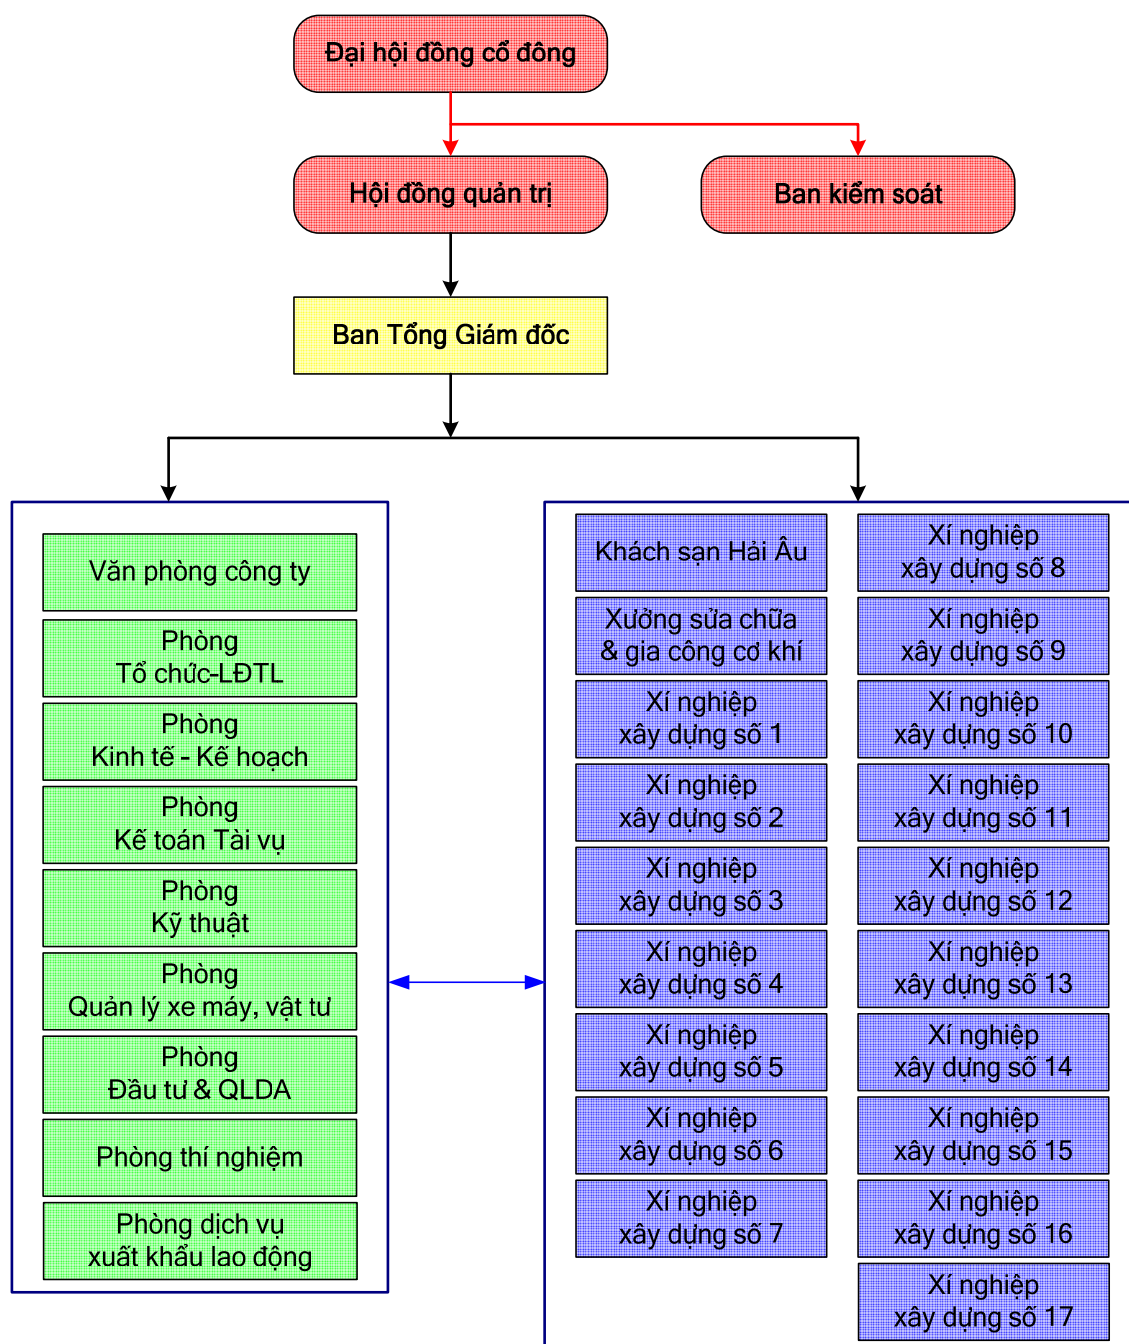 Đại hội đồng cổ đông
Hội đồng quản trị
Ban kiểm soát
Ban Tổng Giám đốc
Văn phòng công ty
Phòng
Tổ chức-LĐTL
Phòng
Kinh tế - Kế hoạch
Phòng
Kế toán Tài vụ
Phòng
Kỹ thuật
Phòng
Quản lý xe máy, vật tư
Phòng
Đầu tư & QLDA
Phòng thí nghiệm
Phòng dịch vụ
xuất khẩu lao động
Khách sạn Hải Âu
Xưởng sửa chữa
& gia công cơ khí
Xí nghiệp
xây dựng số 1
Xí nghiệp
xây dựng số 2
Xí nghiệp
xây dựng số 3
Xí nghiệp
xây dựng số 4
Xí nghiệp
xây dựng số 5
Xí nghiệp
xây dựng số 6
Xí nghiệp
xây dựng số 7
Xí nghiệp
xây dựng số 8
Xí nghiệp
xây dựng số 9
Xí nghiệp
xây dựng số 10
Xí nghiệp
xây dựng số 11
Xí nghiệp
xây dựng số 12
Xí nghiệp
xây dựng số 13
Xí nghiệp
xây dựng số 14
Xí nghiệp
xây dựng số 15
Xí nghiệp
xây dựng số 16
Xí nghiệp
xây dựng số 17